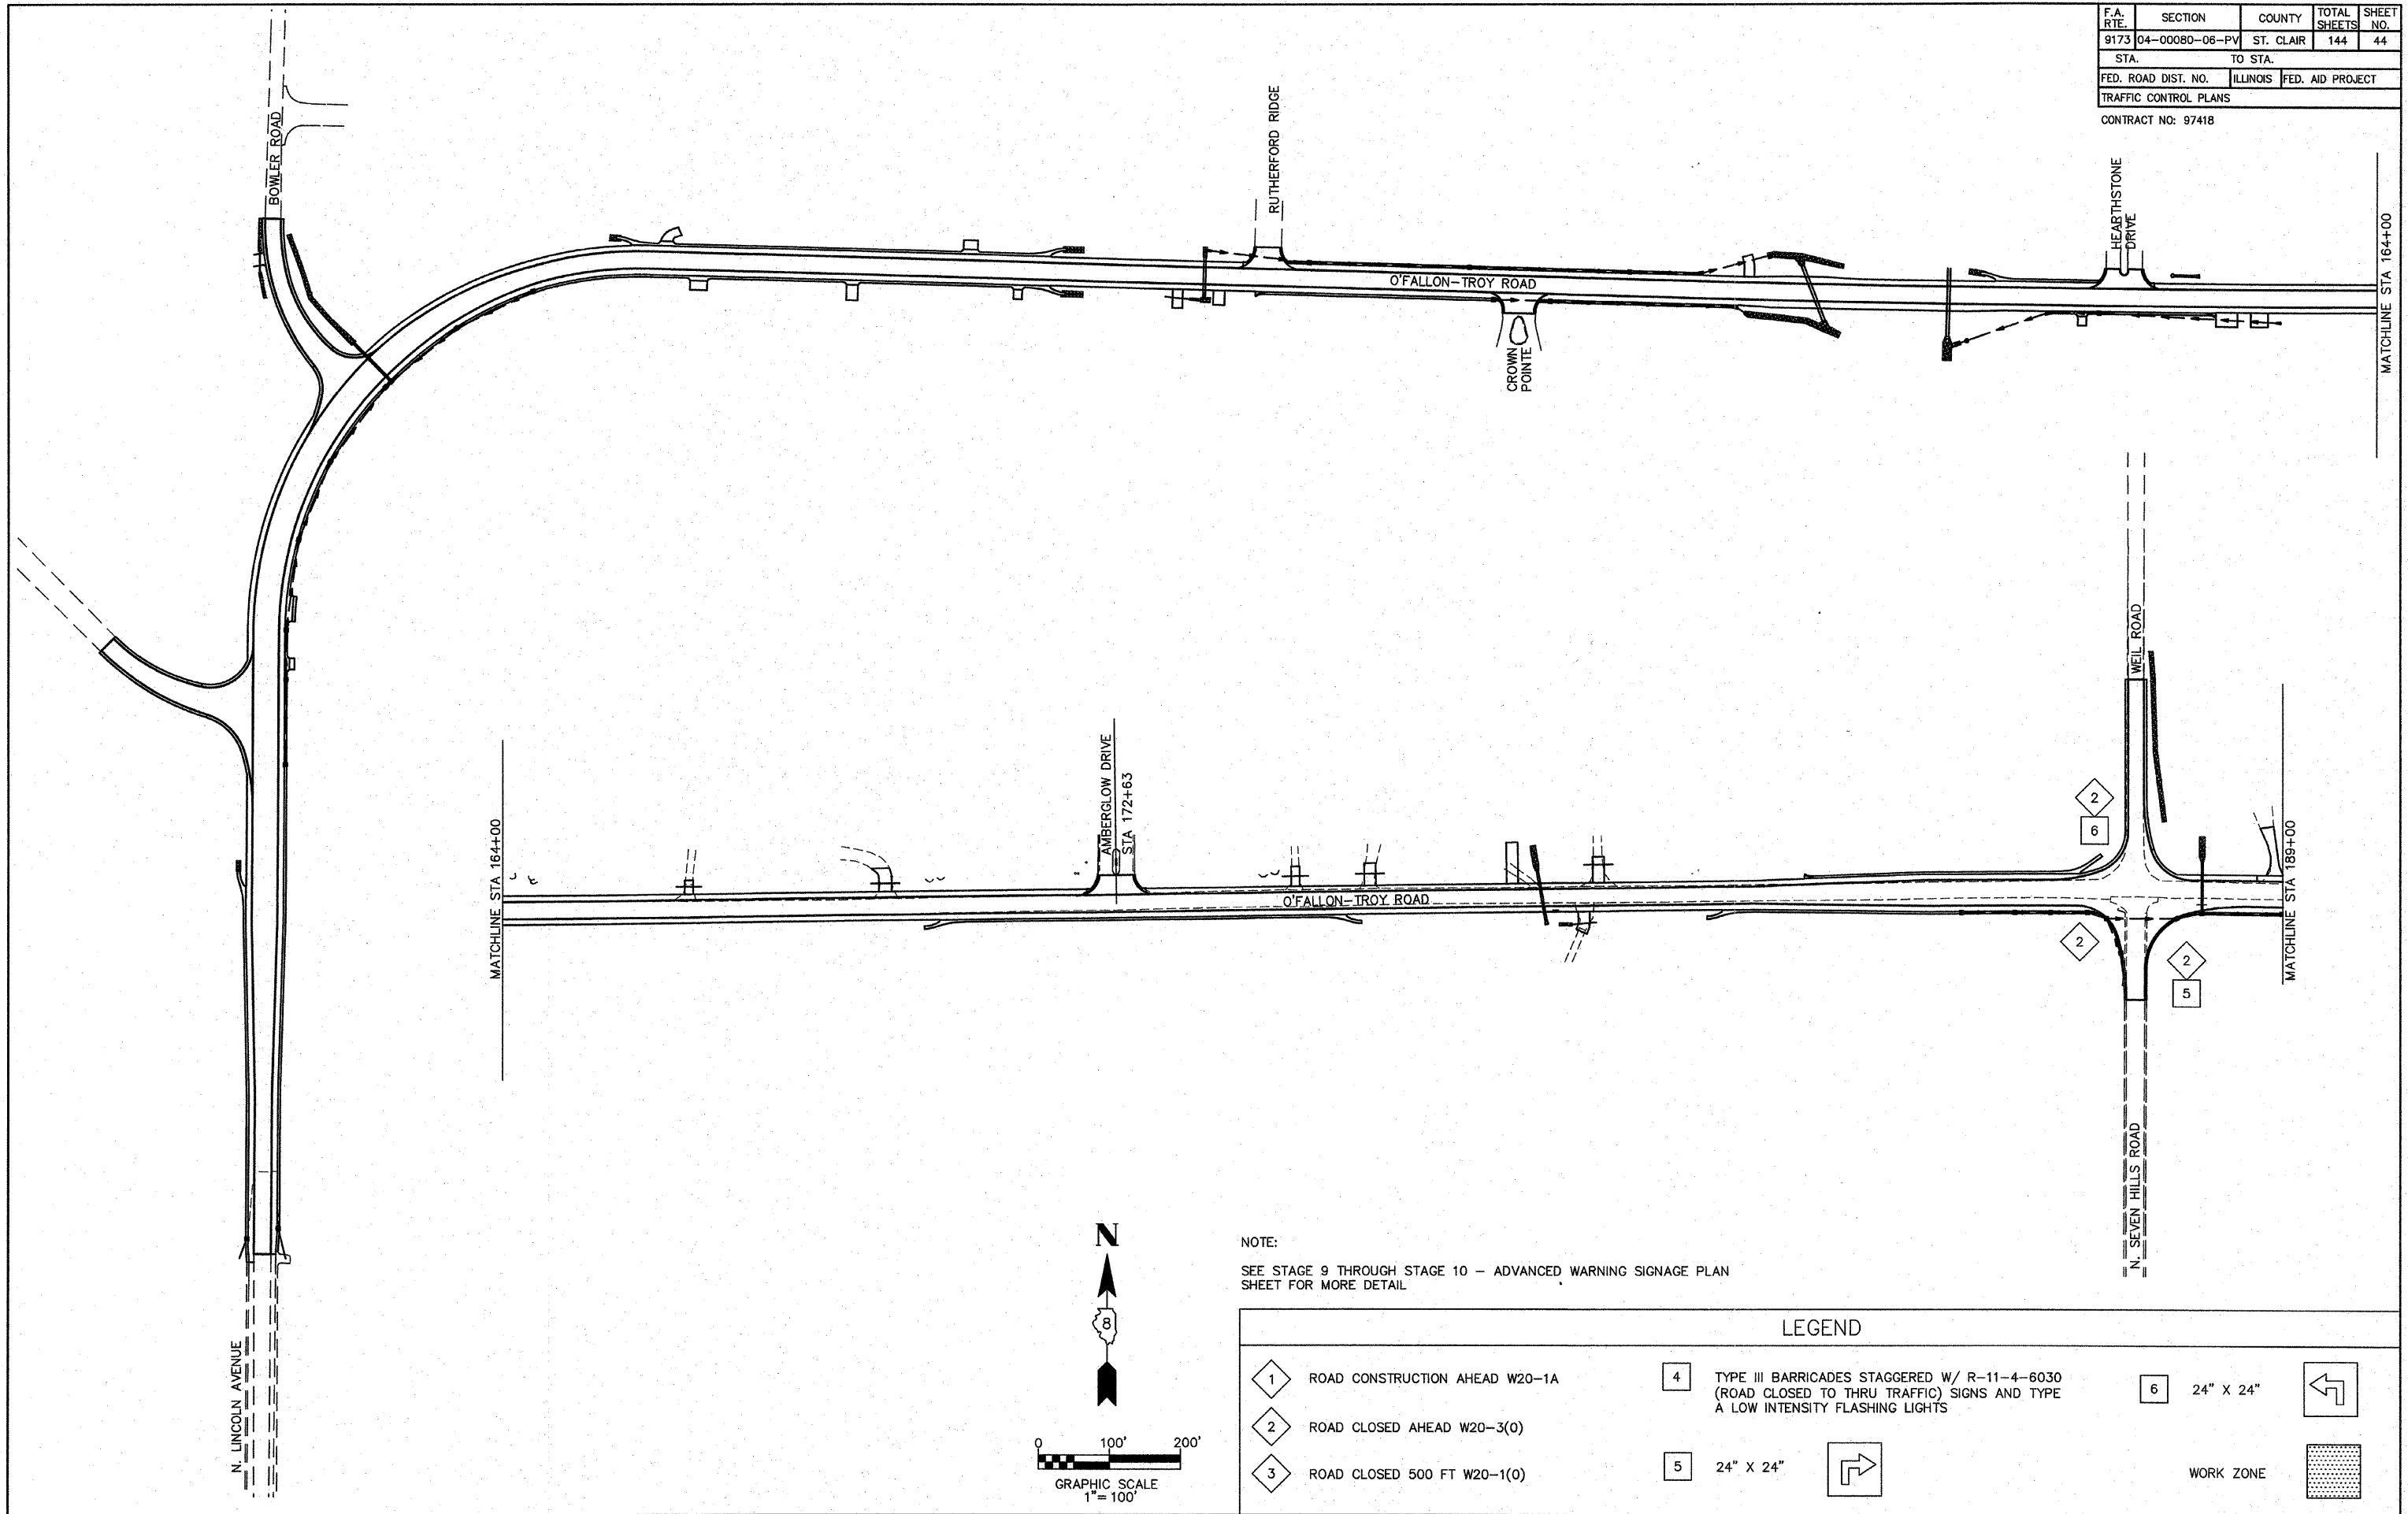 F.A. RTE. SECTION COUNTY TOTAL SHEETS SHEET NO.
9173 04-00080-06-PV ST. CLAIR 144 44
STA. TO STA.
FED. ROAD DIST. NO. ILLINOIS FED. AID PROJECT
TRAFFIC CONTROL PLANS
CONTRACT NO: 97418
BOWLER ROAD
RUTHERFORD RIDGE
HEARTHSTONE
DRIVE
MATCHLINE STA 164+00
O'FALLON-TROY ROAD
CROWN
POINTE
WEIL ROAD
AMBERGLOW DRIVE
STA 172+63
MATCHLINE STA 164+00
2
6
O'FALLON-TROY ROAD
MATCHLINE STA 189+00
2
2
5
N. SEVEN HILLS ROAD
N. LINCOLN AVENUE
N
8
0 100' 200'
GRAPHIC SCALE
1"=100'
NOTE:
SEE STAGE 9 THROUGH STAGE 10 - ADVANCED WARNING SIGNAGE PLAN
SHEET FOR MORE DETAIL
LEGEND
1 ROAD CONSTRUCTION AHEAD W20-1A
2 ROAD CLOSED AHEAD W20-3(0)
3 ROAD CLOSED 500 FT W20-1(0)
4 TYPE III BARRICADES STAGGERED W/ R-11-4-6030
(ROAD CLOSED TO THRU TRAFFIC) SIGNS AND TYPE
A LOW INTENSITY FLASHING LIGHTS
5 24" X 24"
6 24" X 24"
WORK ZONE